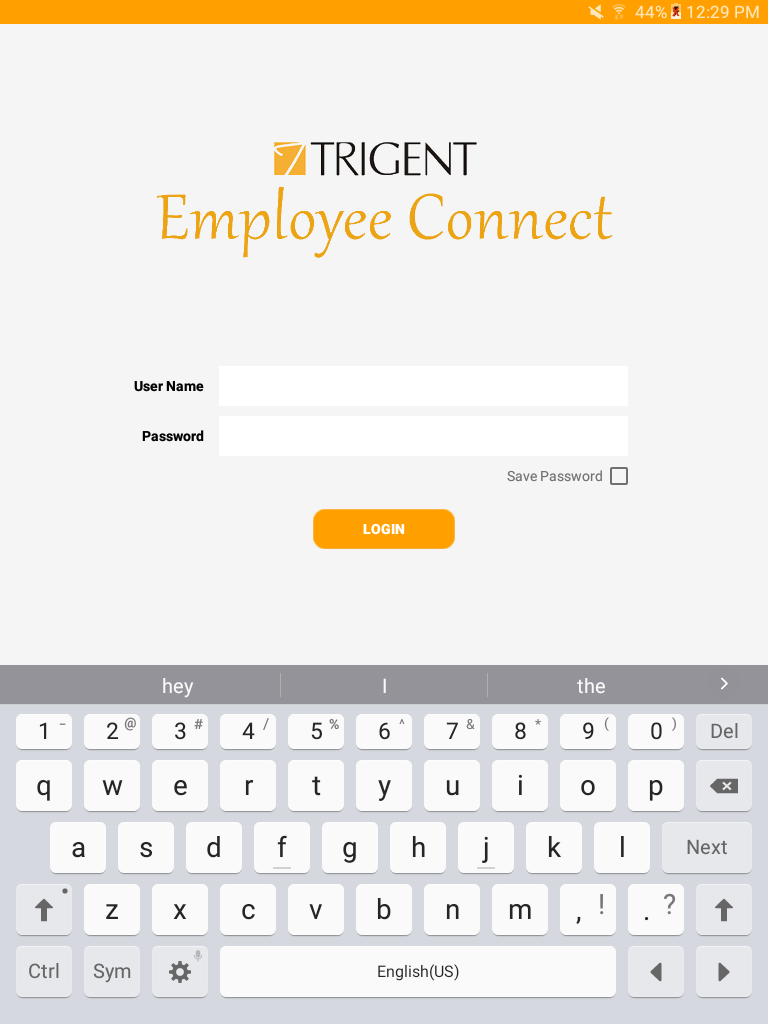 44% 12:29 PM
TRIGENT
Employee Connect
User Name
Password
Save Password
LOGIN
hey I the
1 - 2 @ 3 # 4 / 5 % 6 ^ 7 & 8 * 9 ( 0 ) Del
q w e r t y u i o p
a s d f g h j k l Next
z x c v b n m , ! . ?
Ctrl Sym English(US)